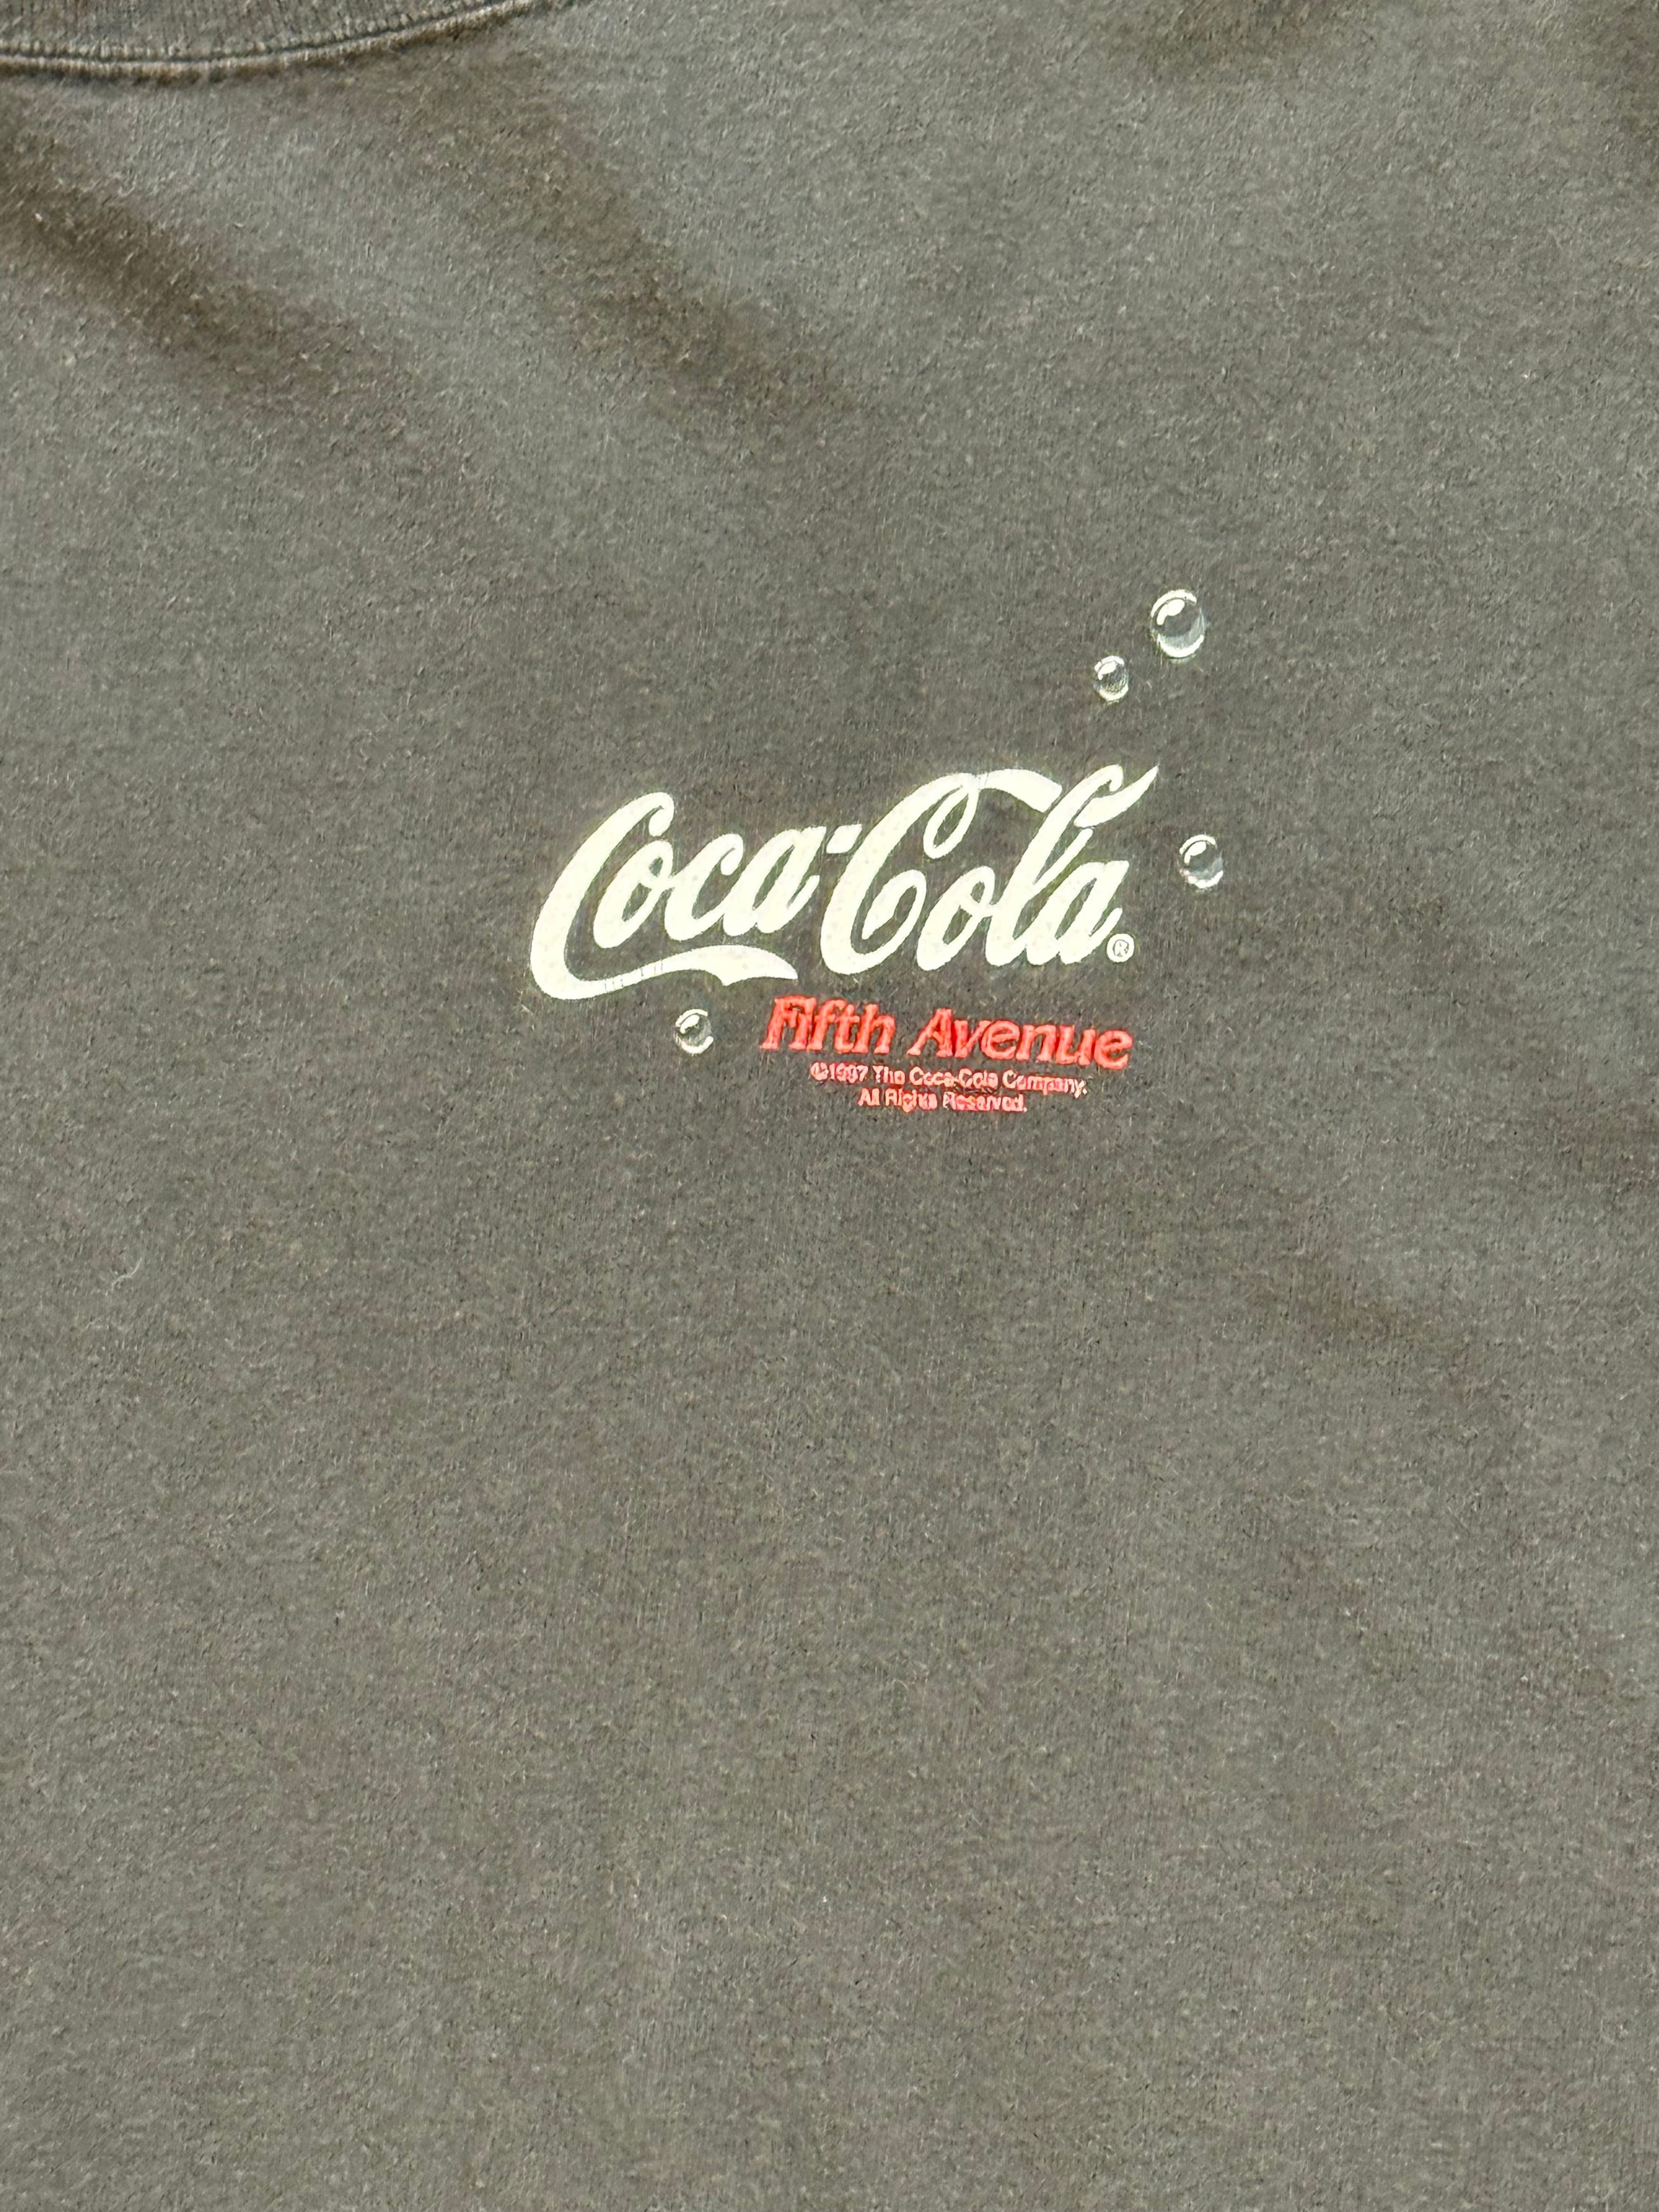 Coca-Cola®
Fifth Avenue
©1997 The Coca-Cola Company.
All Rights Reserved.